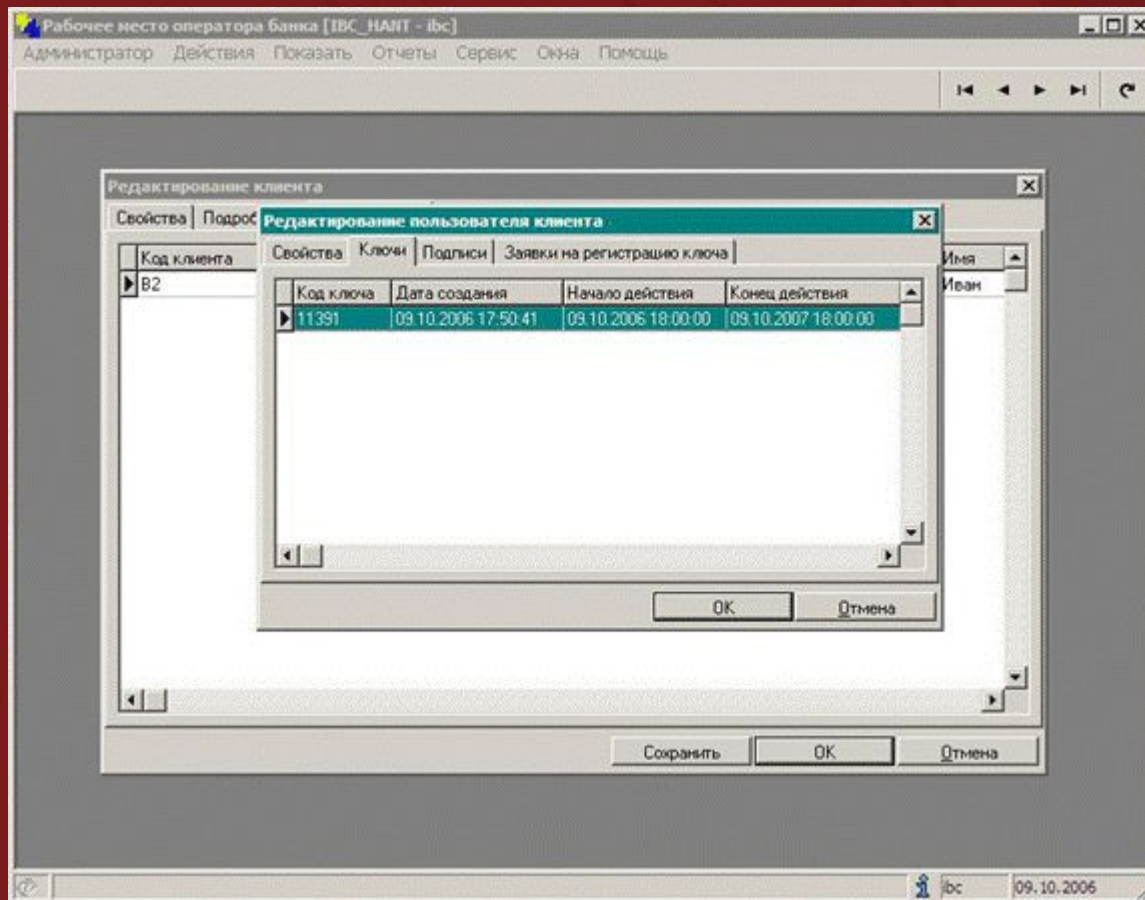 Рабочее место оператора банка [IBC_HANT - ibc]
Администратор Действия Показать Отчеты Сервис Окна Помощь
Редактирование клиента
Свойства
Редактирование пользователя клиента
Свойства Ключи Подписи Заявки на регистрацию ключа
Код клиента Имя
B2 Иван
Код ключа Дата создания Начало действия Конец действия
11391 09.10.2006 17:50:41 09.10.2006 18:00:00 09.10.2007 18:00:00
OK Отмена
Сохранить OK Отмена
ibc 09.10.2006